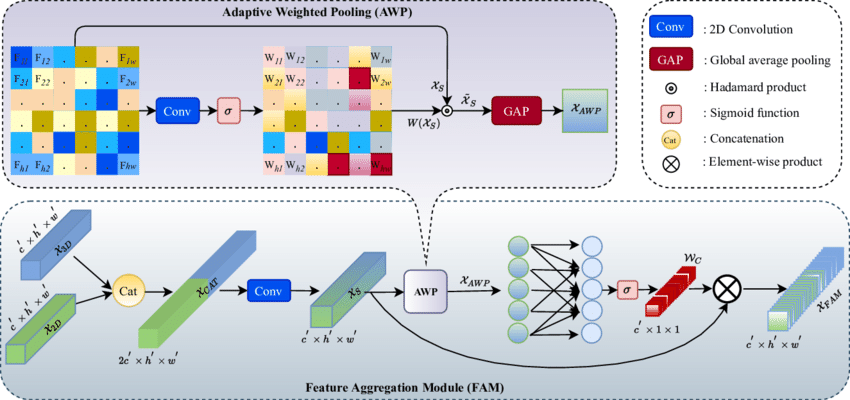 Adaptive Weighted Pooling (AWP)
F12 . . F1w
F21 F22 . . . .
. . . . . .
. . . . . .
. . . . . .
Fh1 Fh2 . . . Fhw
Conv
σ
W11 W12 . . . W1w
W21 W22 . . . W2w
. . . . . .
. . . . . .
. . . . . .
Wh1 Wh2 . . . Whw
𝒳S
W(𝒳S)
𝒳̃S
GAP
𝒳AWP
Conv : 2D Convolution
GAP : Global average pooling
⊙ : Hadamard product
σ : Sigmoid function
Cat : Concatenation
⊗ : Element-wise product
c′ × h′ × w′
𝒳3D
c′ × h′ × w′
𝒳2D
Cat
𝒳CAT
2c′ × h′ × w′
Conv
𝒳S
c′ × h′ × w′
AWP
𝒳AWP
σ
𝒲C
c′ × 1 × 1
𝒳FAM
c′ × h′ × w′
Feature Aggregation Module (FAM)